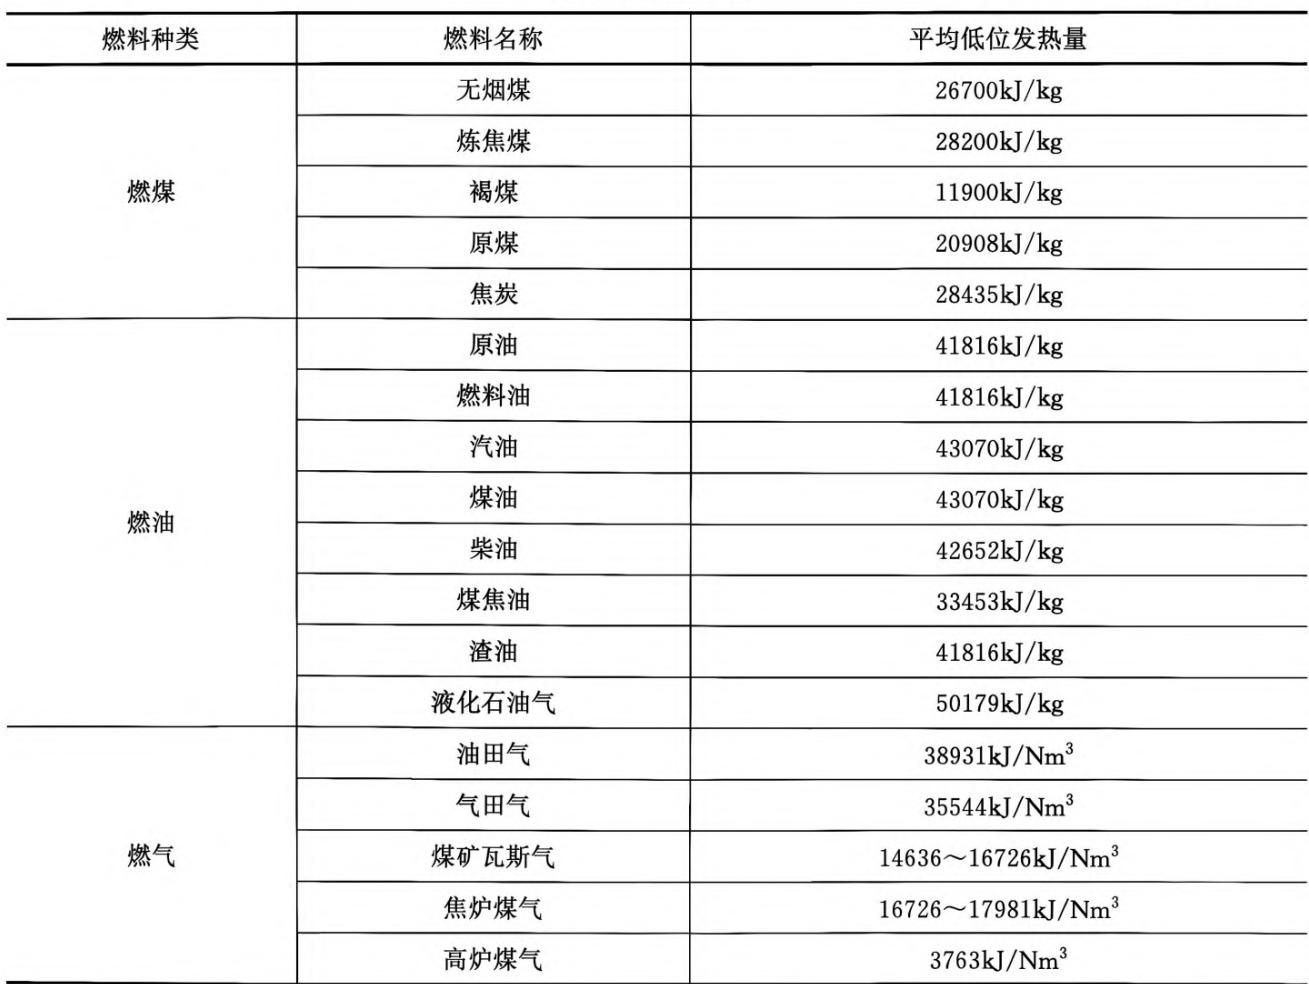 燃料种类 燃料名称 平均低位发热量
无烟煤 26700kJ/kg
炼焦煤 28200kJ/kg
燃煤 褐煤 11900kJ/kg
原煤 20908kJ/kg
焦炭 28435kJ/kg
原油 41816kJ/kg
燃料油 41816kJ/kg
汽油 43070kJ/kg
煤油 43070kJ/kg
燃油
柴油 42652kJ/kg
煤焦油 33453kJ/kg
渣油 41816kJ/kg
液化石油气 50179kJ/kg
油田气 38931kJ/Nm³
气田气 35544kJ/Nm³
燃气 煤矿瓦斯气 14636～16726kJ/Nm³
焦炉煤气 16726～17981kJ/Nm³
高炉煤气 3763kJ/Nm³